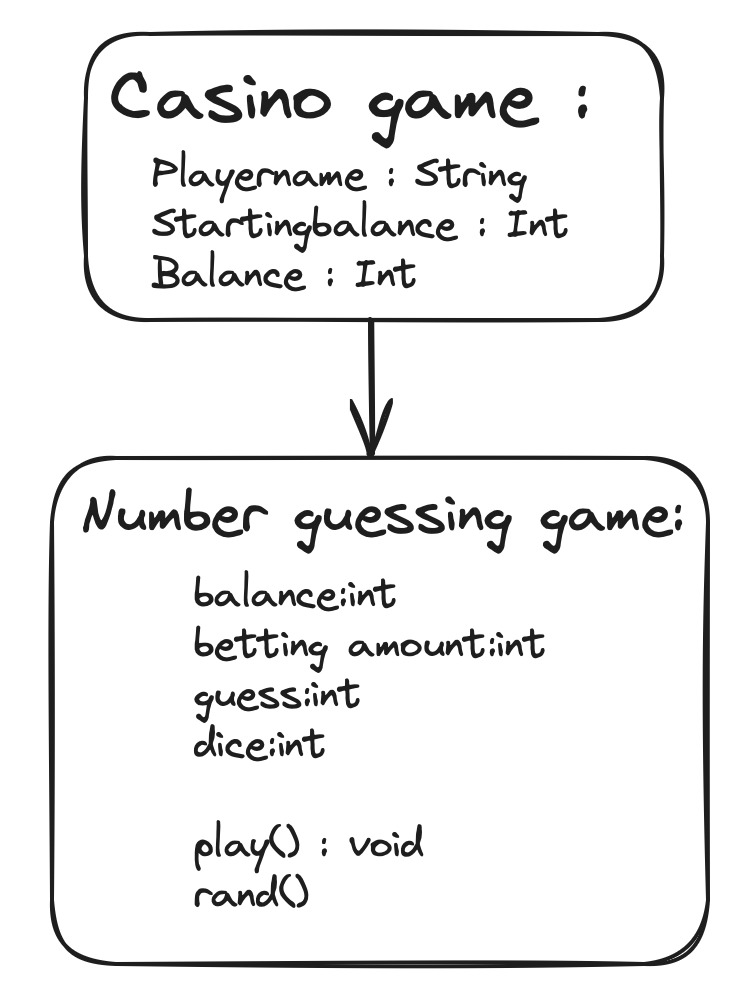 Casino game :
Playername : String
Startingbalance : Int
Balance : Int
Number guessing game:
balance:int
betting amount:int
guess:int
dice:int
play() : void
rand()